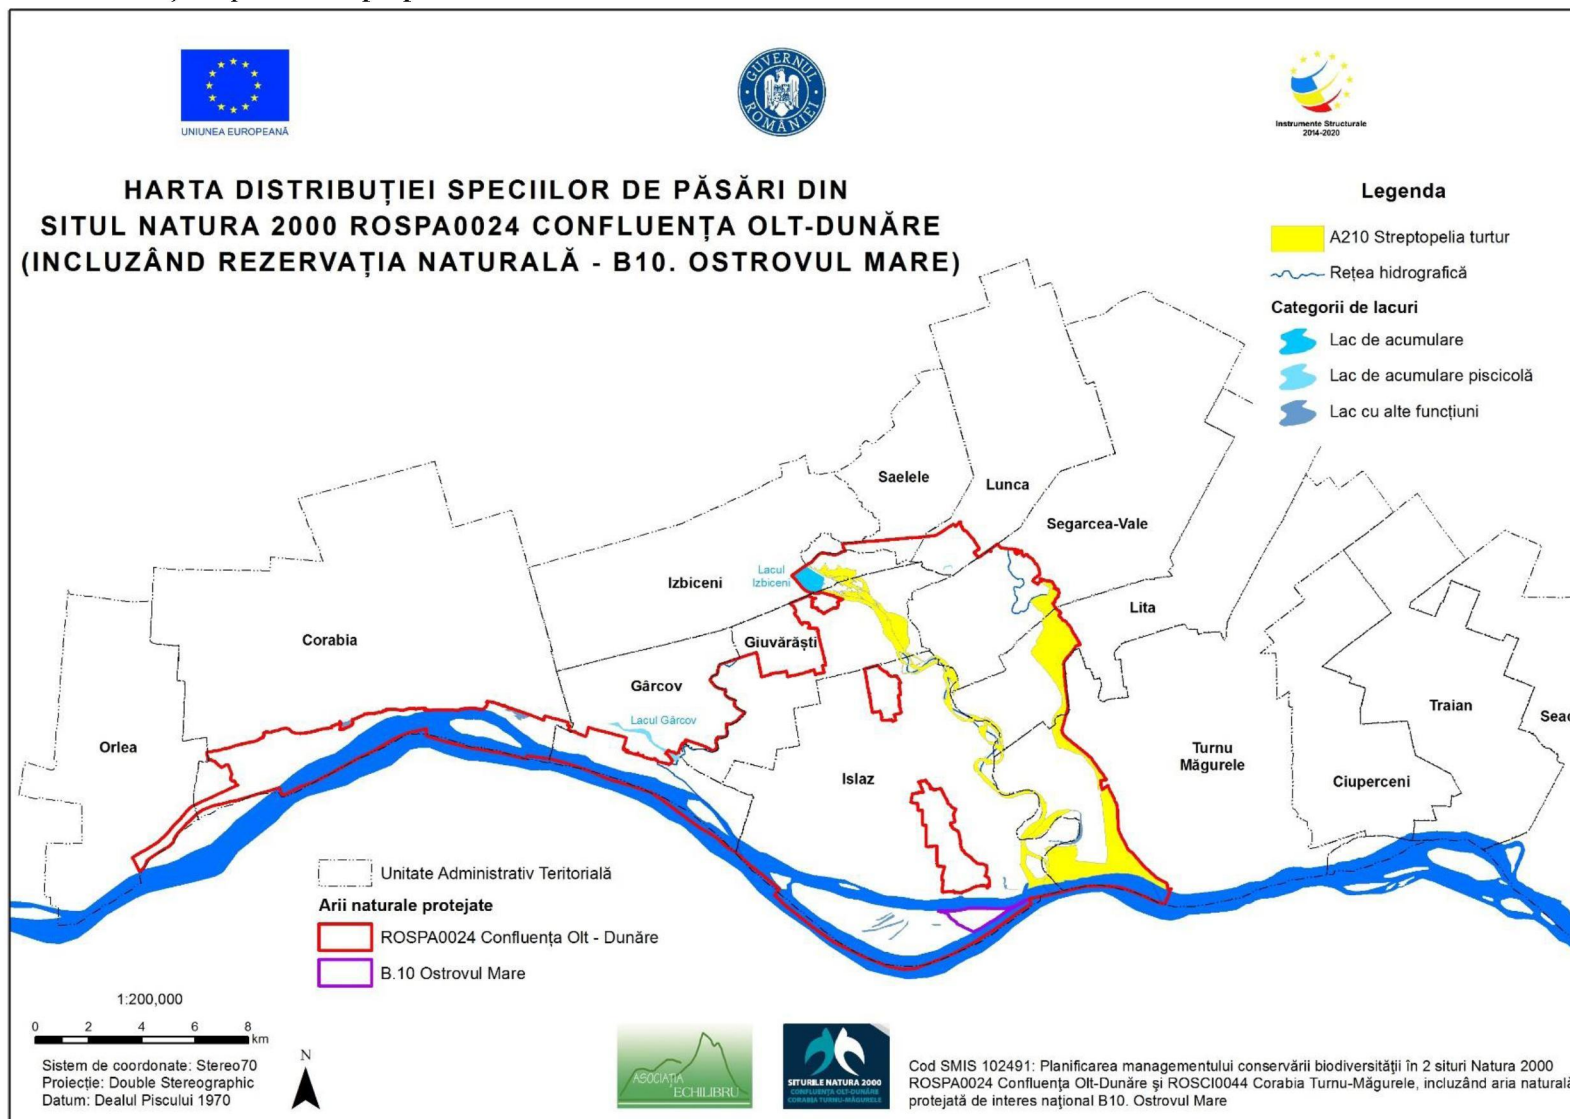 UNIUNEA EUROPEANĂ
GUVERNUL ROMÂNIEI
Instrumente Structurale
2014-2020
HARTA DISTRIBUȚIEI SPECIILOR DE PĂSĂRI DIN
SITUL NATURA 2000 ROSPA0024 CONFLUENȚA OLT-DUNĂRE
(INCLUZÂND REZERVAȚIA NATURALĂ - B10. OSTROVUL MARE)
Legenda
A210 Streptopelia turtur
Rețea hidrografică
Categorii de lacuri
Lac de acumulare
Lac de acumulare piscicolă
Lac cu alte funcțiuni
Saelele
Lunca
Segarcea-Vale
Izbiceni
Lacul
Izbiceni
Lita
Corabia
Giuvărăști
Gârcov
Lacul Gârcov
Orlea
Islaz
Turnu
Măgurele
Traian
Ciuperceni
Unitate Administrativ Teritorială
Arii naturale protejate
ROSPA0024 Confluența Olt - Dunăre
B.10 Ostrovul Mare
1:200,000
0 2 4 6 8
km
N
Sistem de coordonate: Stereo70
Proiecție: Double Stereographic
Datum: Dealul Piscului 1970
ASOCIAȚIA
ECHILIBRU
SITURILE NATURA 2000
CONFLUENȚA OLT-DUNĂRE
CORABIA TURNU-MĂGURELE
Cod SMIS 102491: Planificarea managementului conservării biodiversității în 2 situri Natura 2000
ROSPA0024 Confluența Olt-Dunăre și ROSCI0044 Corabia Turnu-Măgurele, incluzând aria naturală
protejată de interes național B10. Ostrovul Mare